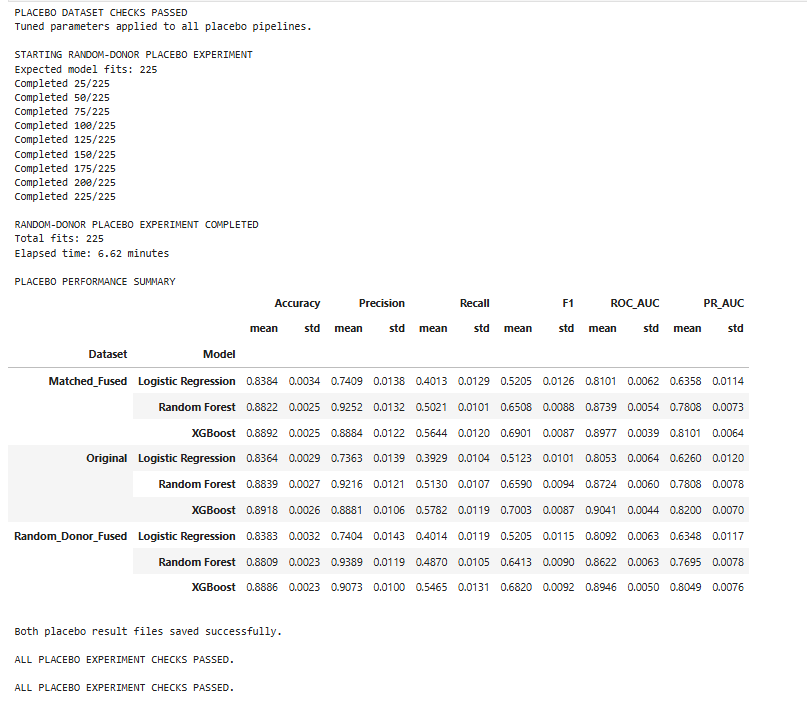 PLACEBO DATASET CHECKS PASSED
Tuned parameters applied to all placebo pipelines.
STARTING RANDOM-DONOR PLACEBO EXPERIMENT
Expected model fits: 225
Completed 25/225
Completed 50/225
Completed 75/225
Completed 100/225
Completed 125/225
Completed 150/225
Completed 175/225
Completed 200/225
Completed 225/225
RANDOM-DONOR PLACEBO EXPERIMENT COMPLETED
Total fits: 225
Elapsed time: 6.62 minutes
PLACEBO PERFORMANCE SUMMARY
Accuracy Precision Recall F1 ROC_AUC PR_AUC
mean std mean std mean std mean std mean std mean std
Dataset Model
Matched_Fused Logistic Regression 0.8384 0.0034 0.7409 0.0138 0.4013 0.0129 0.5205 0.0126 0.8101 0.0062 0.6358 0.0114
Random Forest 0.8822 0.0025 0.9252 0.0132 0.5021 0.0101 0.6508 0.0088 0.8739 0.0054 0.7808 0.0073
XGBoost 0.8892 0.0025 0.8884 0.0122 0.5644 0.0120 0.6901 0.0087 0.8977 0.0039 0.8101 0.0064
Original Logistic Regression 0.8364 0.0029 0.7363 0.0139 0.3929 0.0104 0.5123 0.0101 0.8053 0.0064 0.6260 0.0120
Random Forest 0.8839 0.0027 0.9216 0.0121 0.5130 0.0107 0.6590 0.0094 0.8724 0.0060 0.7808 0.0078
XGBoost 0.8918 0.0026 0.8881 0.0106 0.5782 0.0119 0.7003 0.0087 0.9041 0.0044 0.8200 0.0070
Random_Donor_Fused Logistic Regression 0.8383 0.0032 0.7404 0.0143 0.4014 0.0119 0.5205 0.0115 0.8092 0.0063 0.6348 0.0117
Random Forest 0.8809 0.0023 0.9389 0.0119 0.4870 0.0105 0.6413 0.0090 0.8622 0.0063 0.7695 0.0078
XGBoost 0.8886 0.0023 0.9073 0.0100 0.5465 0.0131 0.6820 0.0092 0.8946 0.0050 0.8049 0.0076
Both placebo result files saved successfully.
ALL PLACEBO EXPERIMENT CHECKS PASSED.
ALL PLACEBO EXPERIMENT CHECKS PASSED.